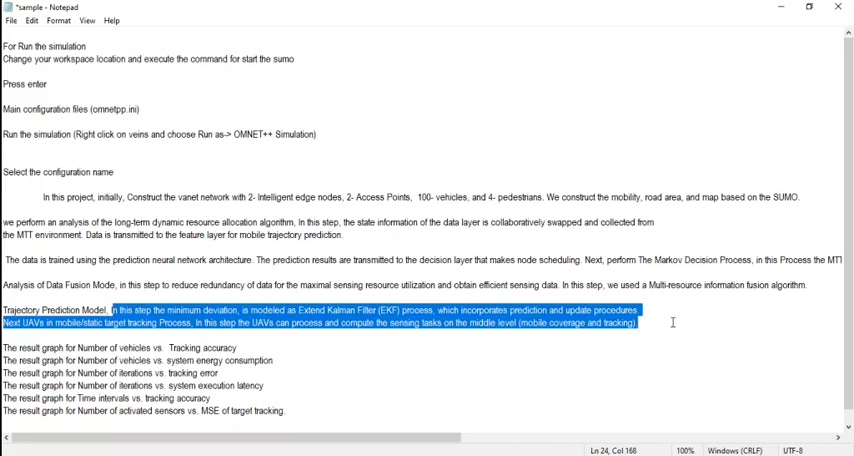 *sample - Notepad
File Edit Format View Help
For Run the simulation
Change your workspace location and execute the command for start the sumo
Press enter
Main configuration files (omnetpp.ini)
Run the simulation (Right click on veins and choose Run as-> OMNET++ Simulation)
Select the configuration name
In this project, initially, Construct the vanet network with 2- Intelligent edge nodes, 2- Access Points, 100- vehicles, and 4- pedestrians. We construct the mobility, road area, and map based on the SUMO.
we perform an analysis of the long-term dynamic resource allocation algorithm, In this step, the state information of the data layer is collaboratively swapped and collected from
the MTT environment. Data is transmitted to the feature layer for mobile trajectory prediction.
The data is trained using the prediction neural network architecture. The prediction results are transmitted to the decision layer that makes node scheduling. Next, perform The Markov Decision Process, in this Process the MTT
Analysis of Data Fusion Mode, in this step to reduce redundancy of data for the maximal sensing resource utilization and obtain efficient sensing data. In this step, we used a Multi-resource information fusion algorithm.
Trajectory Prediction Model, In this step the minimum deviation, is modeled as Extend Kalman Filter (EKF) process, which incorporates prediction and update procedures.
Next UAVs in mobile/static target tracking Process, In this step the UAVs can process and compute the sensing tasks on the middle level (mobile coverage and tracking).
The result graph for Number of vehicles vs. Tracking accuracy
The result graph for Number of vehicles vs. system energy consumption
The result graph for Number of iterations vs. tracking error
The result graph for Number of iterations vs. system execution latency
The result graph for Time intervals vs. tracking accuracy
The result graph for Number of activated sensors vs. MSE of target tracking.
Ln 24, Col 168 100% Windows (CRLF) UTF-8